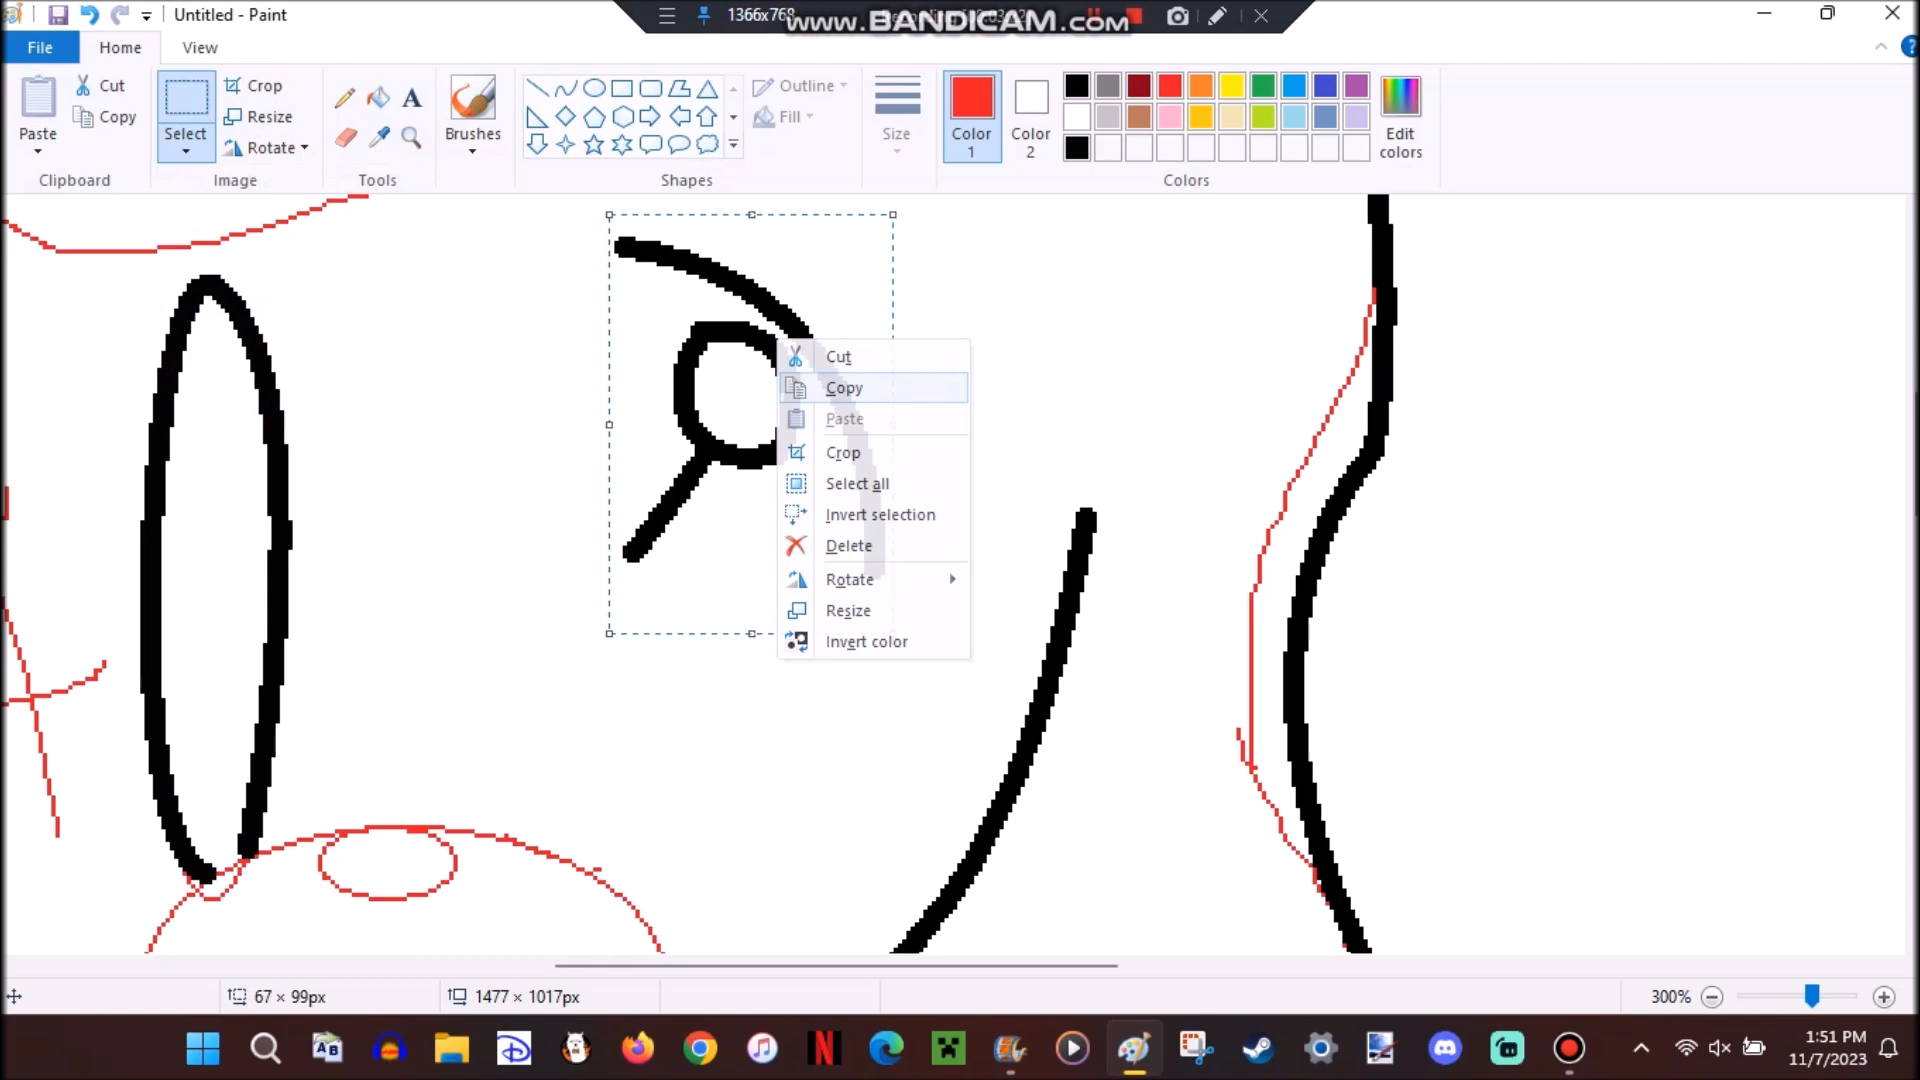 Untitled - Paint
1366x768
www.BANDICAM.com
File
Home
View
Cut
Copy
Paste
Crop
Resize
Rotate
Select
Brushes
Outline
Fill
Size
Color 1
Color 2
Edit colors
Clipboard
Image
Tools
Shapes
Colors
Cut
Copy
Paste
Crop
Select all
Invert selection
Delete
Rotate
Resize
Invert color
67 × 99px
1477 × 1017px
300%
1:51 PM
11/7/2023